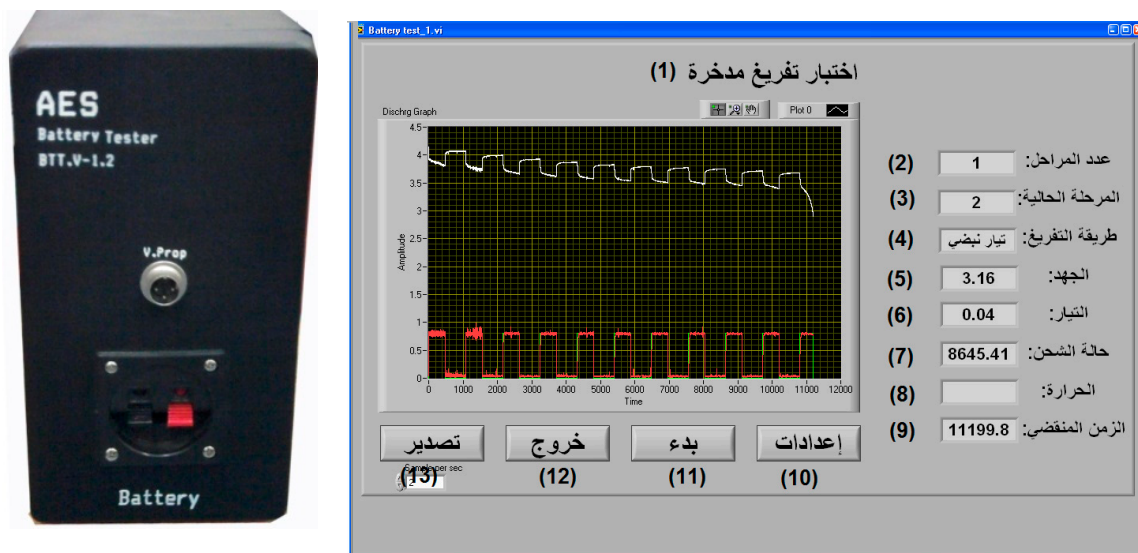 AES
Battery Tester
BTT.V-1.2
V.Prop
Battery
Battery test_1.vi
اختبار تفريغ مدخرة (1)
Dischrg Graph
Plot 0
4.5
4
3.5
3
2.5
2
1.5
1
0.5
0
Amplitude
0 1000 2000 3000 4000 5000 6000 7000 8000 9000 10000 11000 12000
Time
عدد المراحل: 1 (2)
المرحلة الحالية: 2 (3)
طريقة التفريغ: تيار نبضي (4)
الجهد: 3.16 (5)
التيار: 0.04 (6)
حالة الشحن: 8645.41 (7)
الحرارة: (8)
الزمن المنقضي: 11199.8 (9)
إعدادات بدء خروج تصدير
Sample per sec
(10) (11) (12) (13)
2